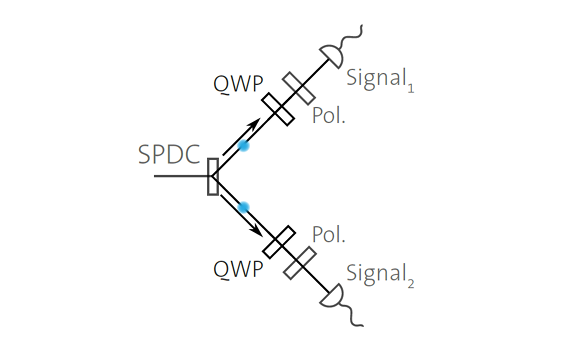 QWP
Signal₁
Pol.
SPDC
Pol.
QWP
Signal₂